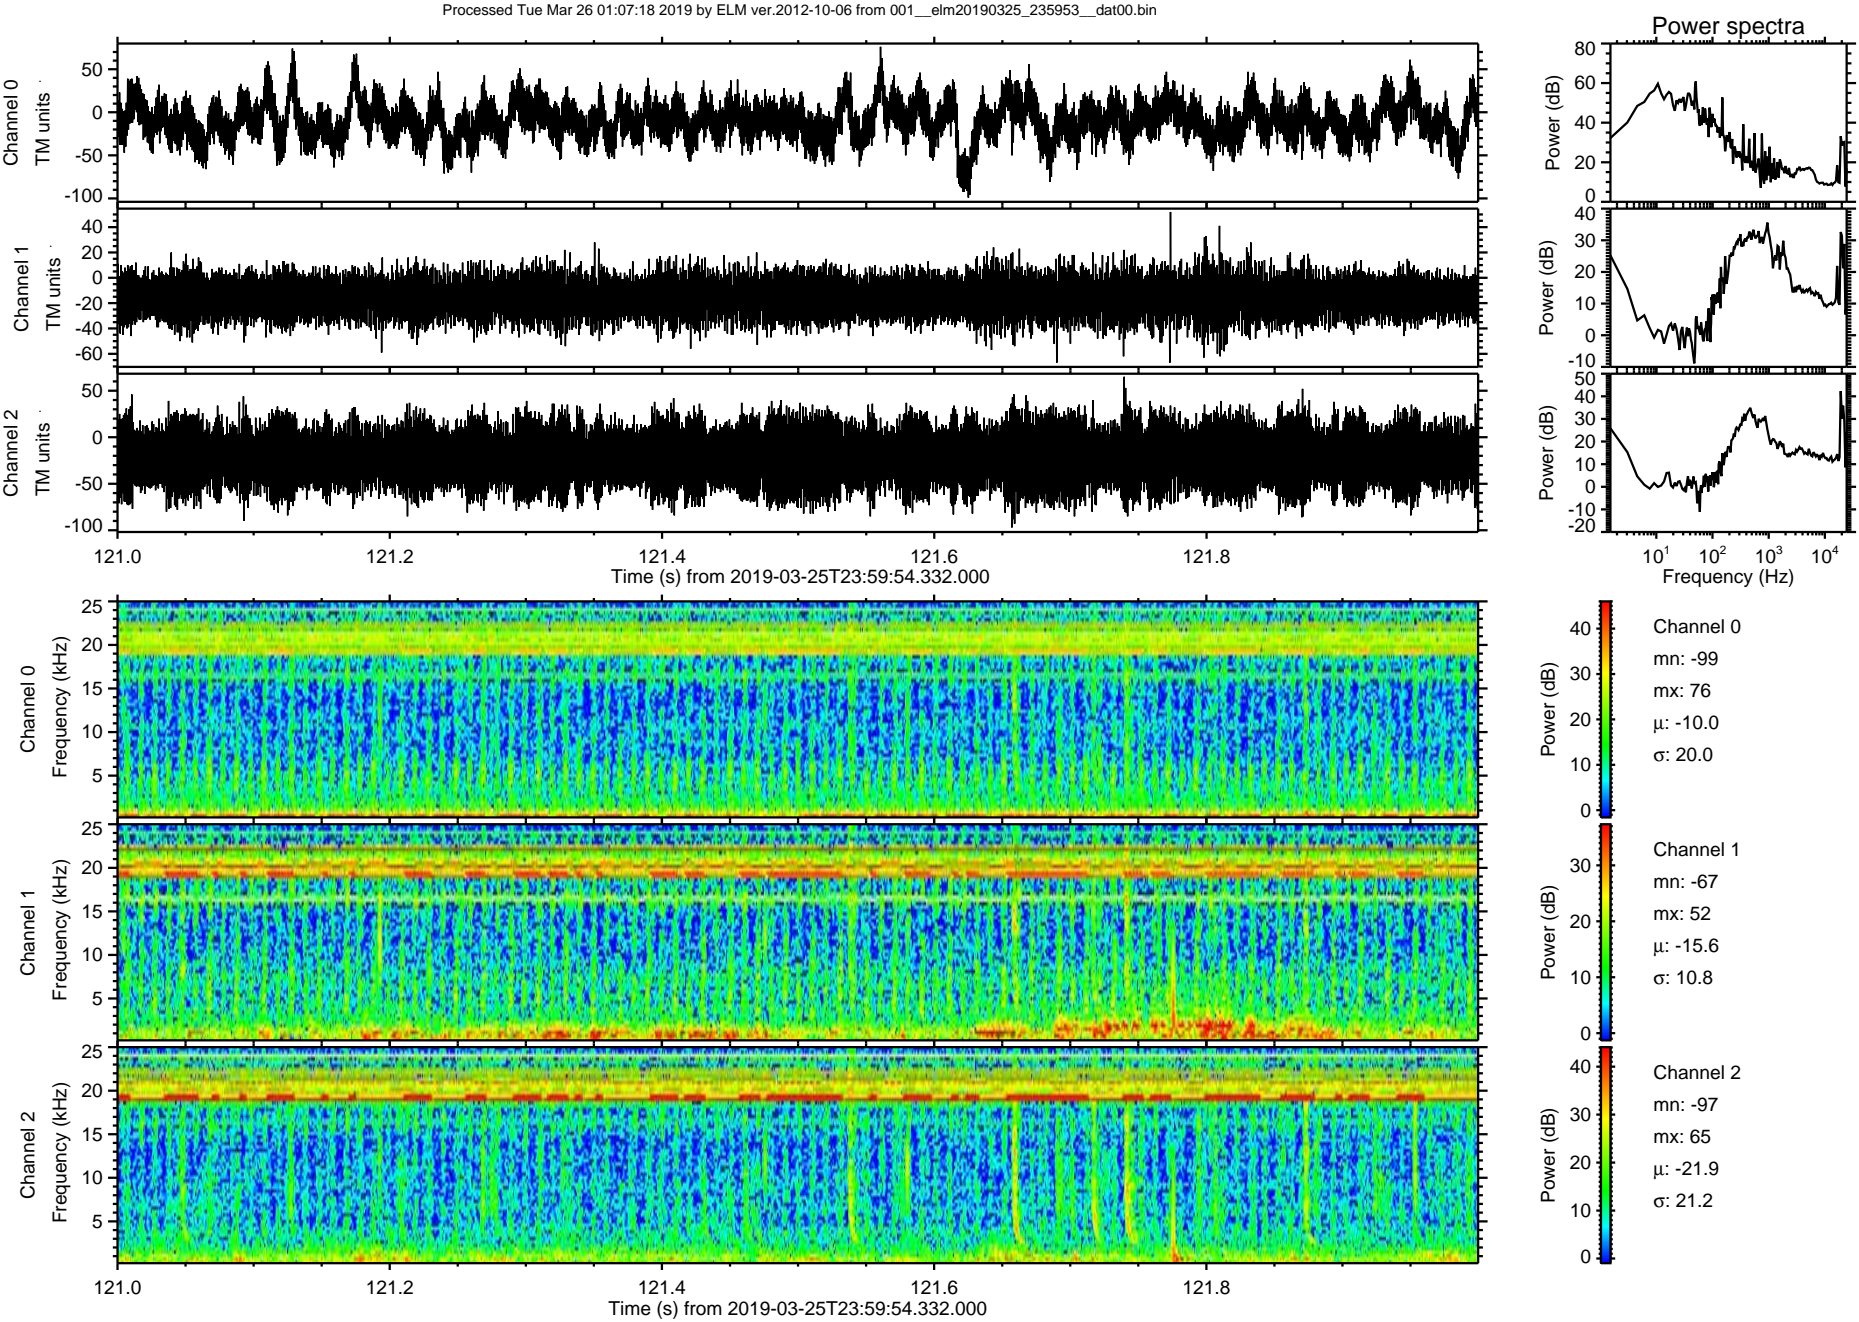 Processed Tue Mar 26 01:07:18 2019 by ELM ver.2012-10-06 from 001__elm20190325_235953__dat00.bin
Power spectra
Channel 0
TM units
50
0
-50
-100
Power (dB)
80
60
40
20
0
Channel 1
TM units
40
20
0
-20
-40
-60
Power (dB)
40
30
20
10
0
-10
Channel 2
TM units
50
0
-50
-100
Power (dB)
50
40
30
20
10
0
-10
-20
121.0 121.2 121.4 121.6 121.8
Time (s) from 2019-03-25T23:59:54.332.000
10¹ 10² 10³ 10⁴
Frequency (Hz)
Channel 0
Frequency (kHz)
25
20
15
10
5
Power (dB)
40
30
20
10
0
Channel 0
mn: -99
mx: 76
µ: -10.0
σ: 20.0
Channel 1
Frequency (kHz)
25
20
15
10
5
Power (dB)
30
20
10
0
Channel 1
mn: -67
mx: 52
µ: -15.6
σ: 10.8
Channel 2
Frequency (kHz)
25
20
15
10
5
Power (dB)
40
30
20
10
0
Channel 2
mn: -97
mx: 65
µ: -21.9
σ: 21.2
121.0 121.2 121.4 121.6 121.8
Time (s) from 2019-03-25T23:59:54.332.000